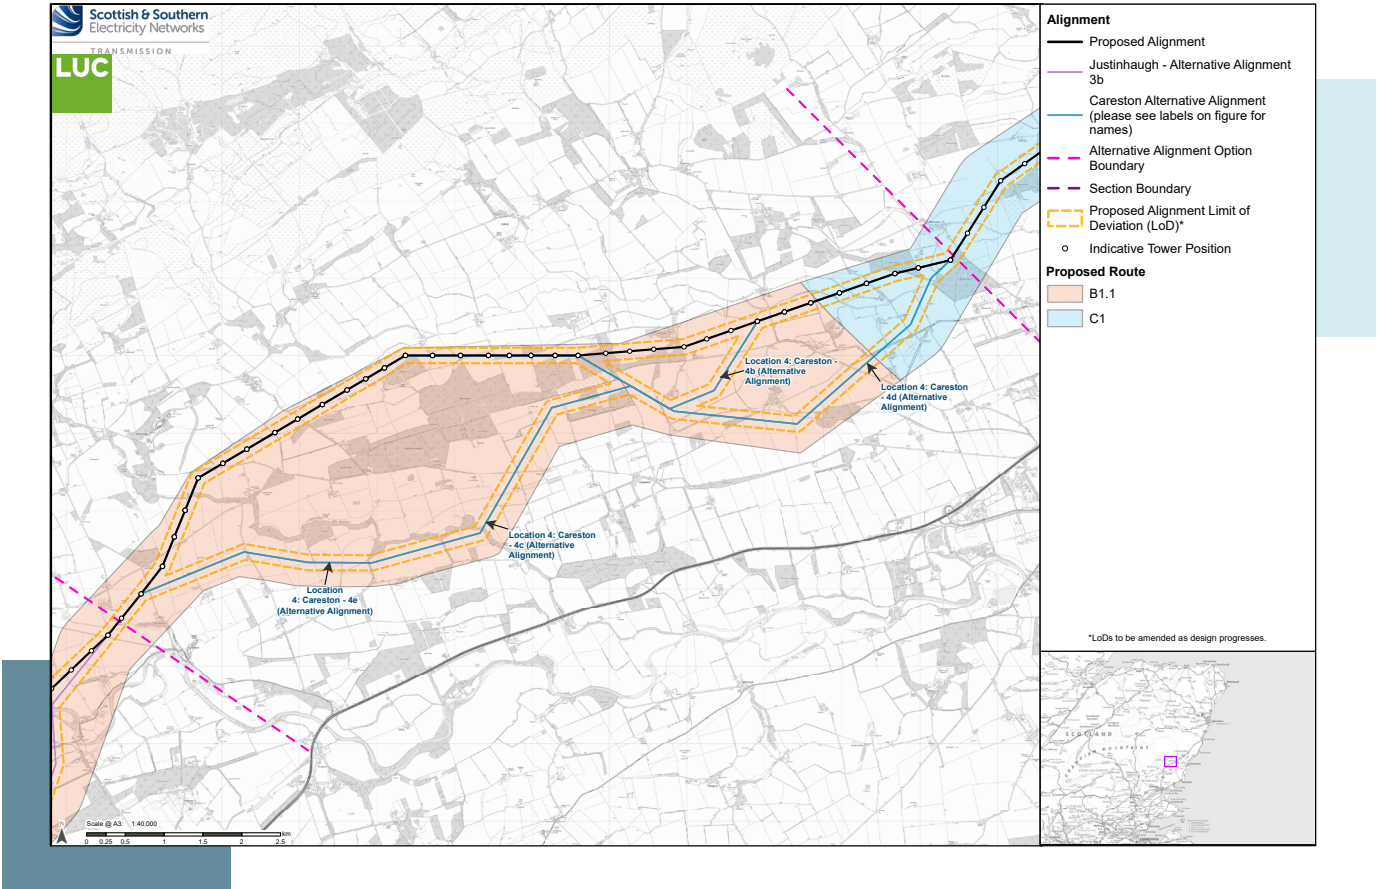 Scottish & Southern
Electricity Networks
TRANSMISSION
LUC
Location 4: Careston -
4b (Alternative
Alignment)
Location 4: Careston
- 4d (Alternative
Alignment)
Location 4: Careston
- 4c (Alternative
Alignment)
Location
4: Careston - 4e
(Alternative Alignment)
N
Scale @ A3: 1:40,000
km
0 0.25 0.5 1 1.5 2 2.5
Alignment
Proposed Alignment
Justinhaugh - Alternative Alignment
3b
Careston Alternative Alignment
(please see labels on figure for
names)
Alternative Alignment Option
Boundary
Section Boundary
Proposed Alignment Limit of
Deviation (LoD)*
Indicative Tower Position
Proposed Route
B1.1
C1
*LoDs to be amended as design progresses.
SCOTLAND